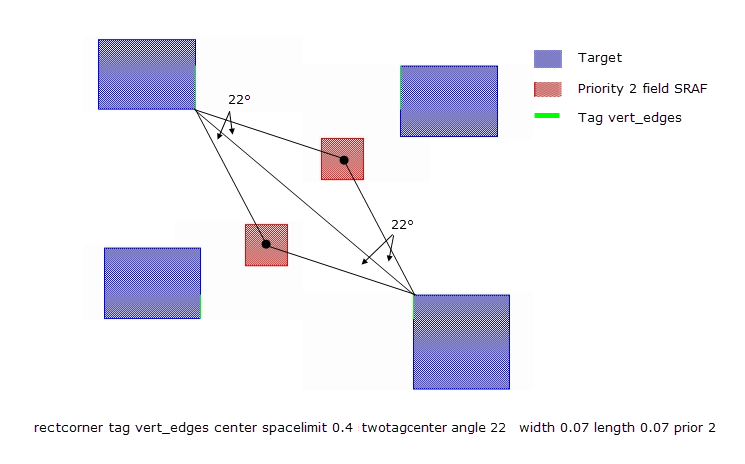 Target
22°
Priority 2 field SRAF
Tag vert_edges
22°
rectcorner tag vert_edges center spacelimit 0.4 twotagcenter angle 22 width 0.07 length 0.07 prior 2